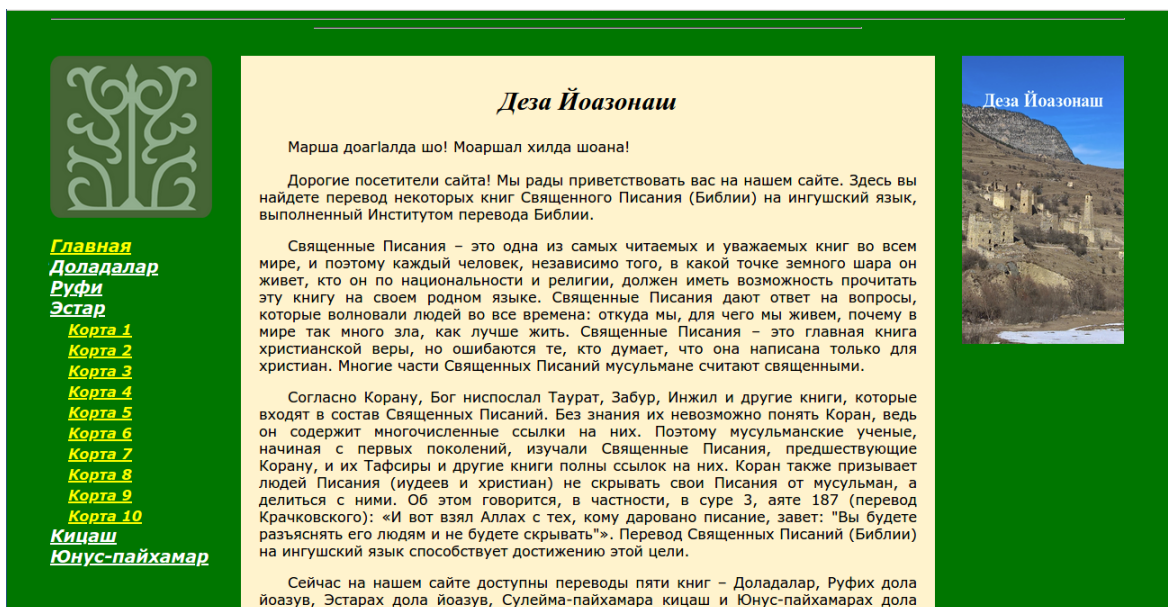 Главная
Доладалар
Руфи
Эстар
Корта 1
Корта 2
Корта 3
Корта 4
Корта 5
Корта 6
Корта 7
Корта 8
Корта 9
Корта 10
Кицаш
Юнус-пайхамар
Деза Йоазонаш
Марша доагӏалда шо! Моаршал хилда шоана!
Дорогие посетители сайта! Мы рады приветствовать вас на нашем сайте. Здесь вы
найдете перевод некоторых книг Священного Писания (Библии) на ингушский язык,
выполненный Институтом перевода Библии.
Священные Писания – это одна из самых читаемых и уважаемых книг во всем
мире, и поэтому каждый человек, независимо того, в какой точке земного шара он
живет, кто он по национальности и религии, должен иметь возможность прочитать
эту книгу на своем родном языке. Священные Писания дают ответ на вопросы,
которые волновали людей во все времена: откуда мы, для чего мы живем, почему в
мире так много зла, как лучше жить. Священные Писания – это главная книга
христианской веры, но ошибаются те, кто думает, что она написана только для
христиан. Многие части Священных Писаний мусульмане считают священными.
Согласно Корану, Бог ниспослал Таурат, Забур, Инжил и другие книги, которые
входят в состав Священных Писаний. Без знания их невозможно понять Коран, ведь
он содержит многочисленные ссылки на них. Поэтому мусульманские ученые,
начиная с первых поколений, изучали Священные Писания, предшествующие
Корану, и их Тафсиры и другие книги полны ссылок на них. Коран также призывает
людей Писания (иудеев и христиан) не скрывать свои Писания от мусульман, а
делиться с ними. Об этом говорится, в частности, в суре 3, аяте 187 (перевод
Крачковского): «И вот взял Аллах с тех, кому даровано писание, завет: "Вы будете
разъяснять его людям и не будете скрывать"». Перевод Священных Писаний (Библии)
на ингушский язык способствует достижению этой цели.
Сейчас на нашем сайте доступны переводы пяти книг – Доладалар, Руфих дола
йоазув, Эстарах дола йоазув, Сулейма-пайхамара кицаш и Юнус-пайхамарах дола
Деза Йоазонаш